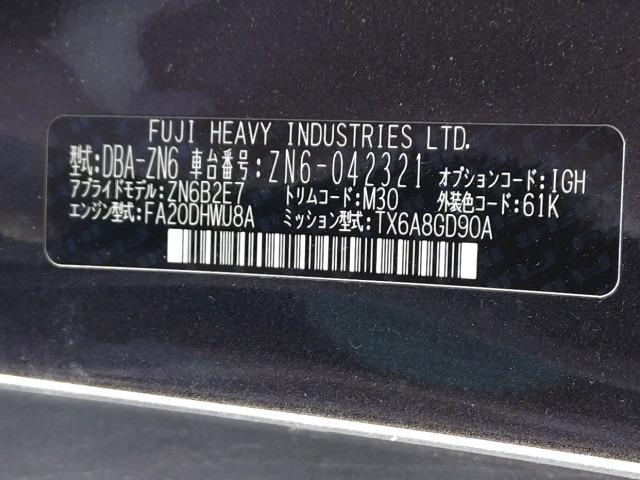 FUJI HEAVY INDUSTRIES LTD.
型式:DBA-ZN6 車台番号:ZN6-042321 オプションコード:IGH
アプライドモデル:ZN6B2E7 トリムコード:M30 外装色コード:61K
エンジン型式:FA20DHWU8A ミッション型式:TX6A8GD90A